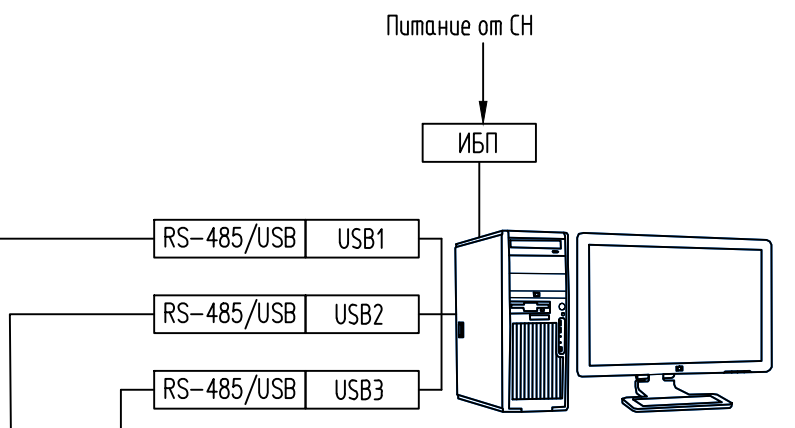 Питание от СН
ИБП
RS-485/USB USB1
RS-485/USB USB2
RS-485/USB USB3